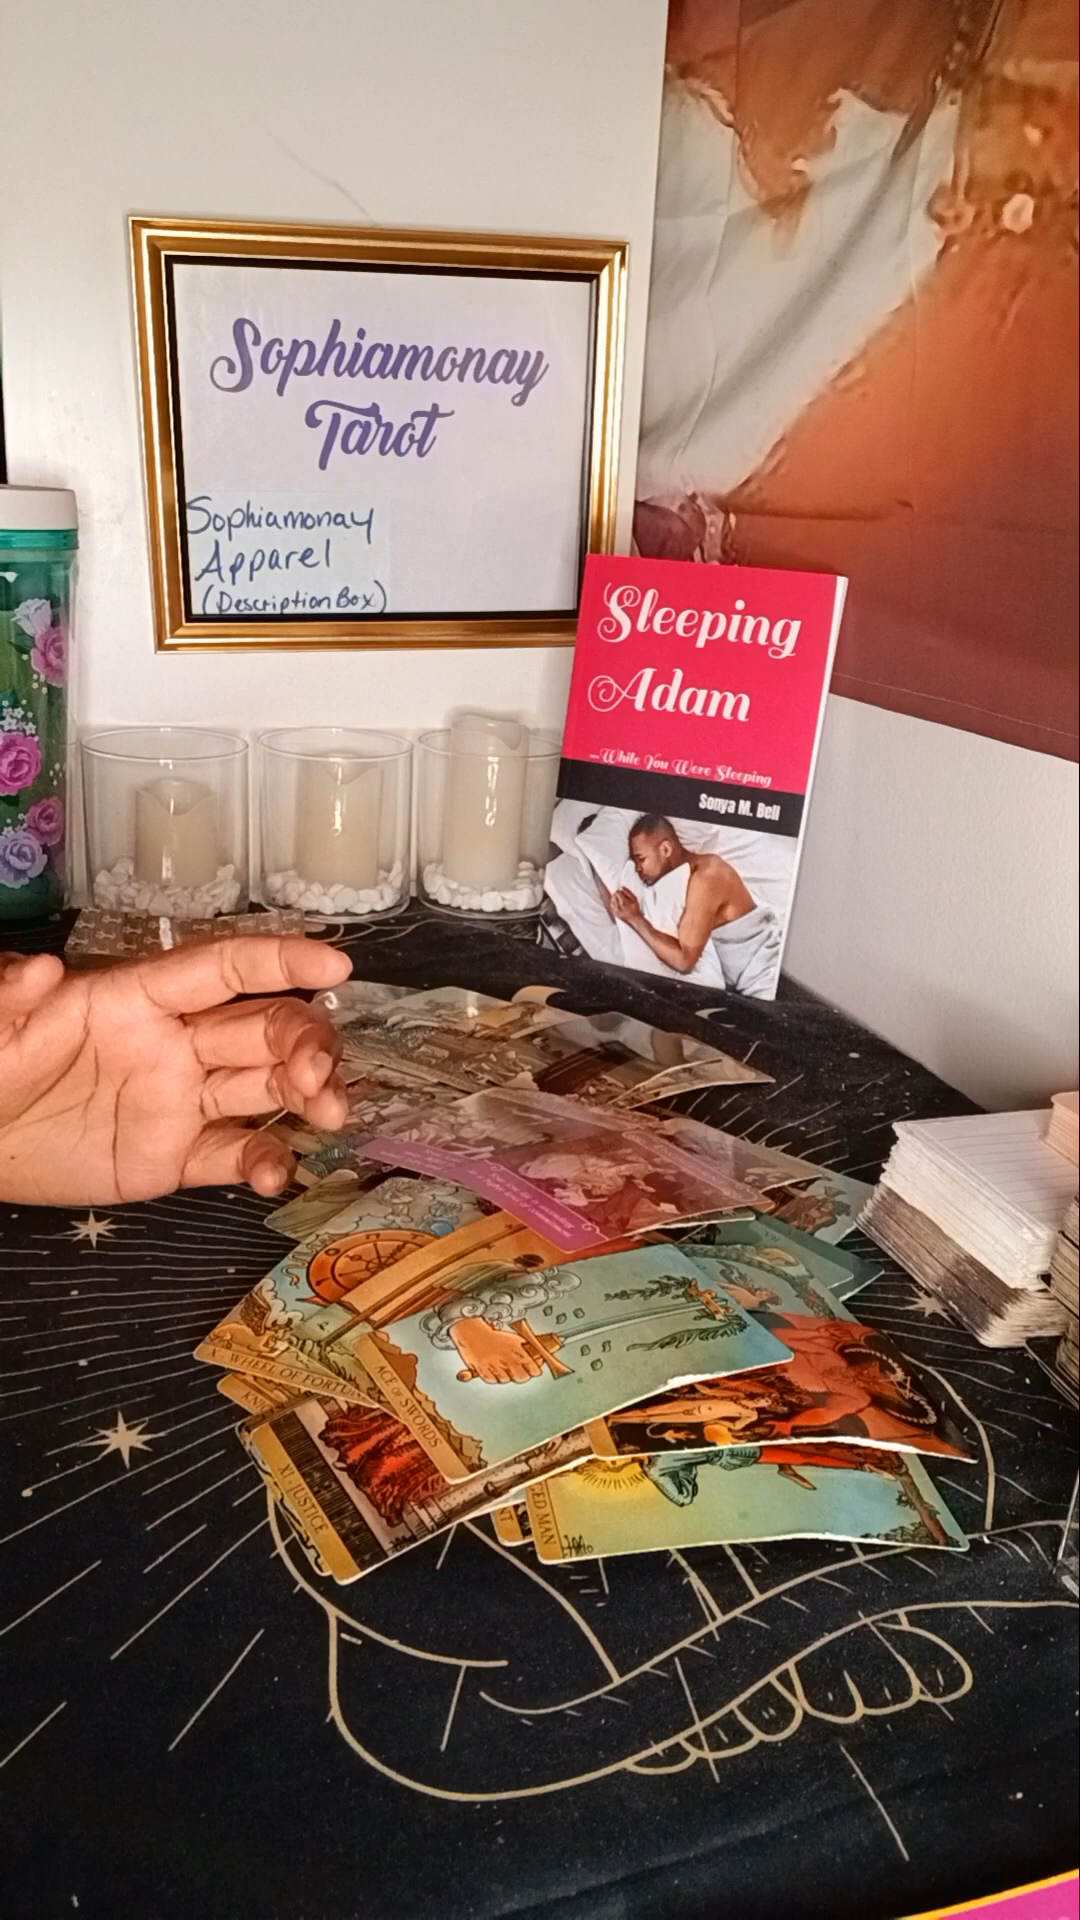 Sophiamonay
Tarot
Sophiamonay
Apparel
(Description Box)
Sleeping
Adam
...While You Were Sleeping
Sonya M. Bell
X WHEEL OF FORTUN
ACE OF SWORDS
XI JUSTICE
GED MAN